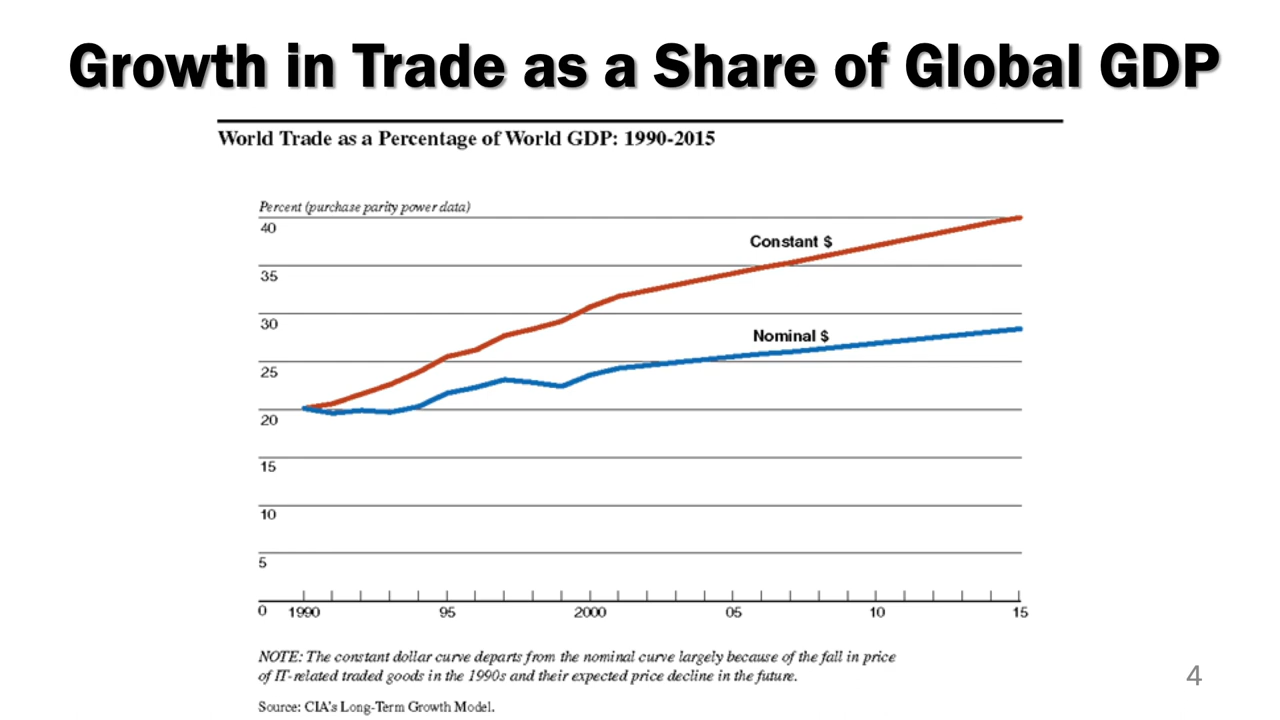 Growth in Trade as a Share of Global GDP
World Trade as a Percentage of World GDP: 1990-2015
Percent (purchase parity power data)
40
Constant $
35
30
Nominal $
25
20
15
10
5
0 1990 95 2000 05 10 15
NOTE: The constant dollar curve departs from the nominal curve largely because of the fall in price
of IT-related traded goods in the 1990s and their expected price decline in the future.
4
Source: CIA's Long-Term Growth Model.